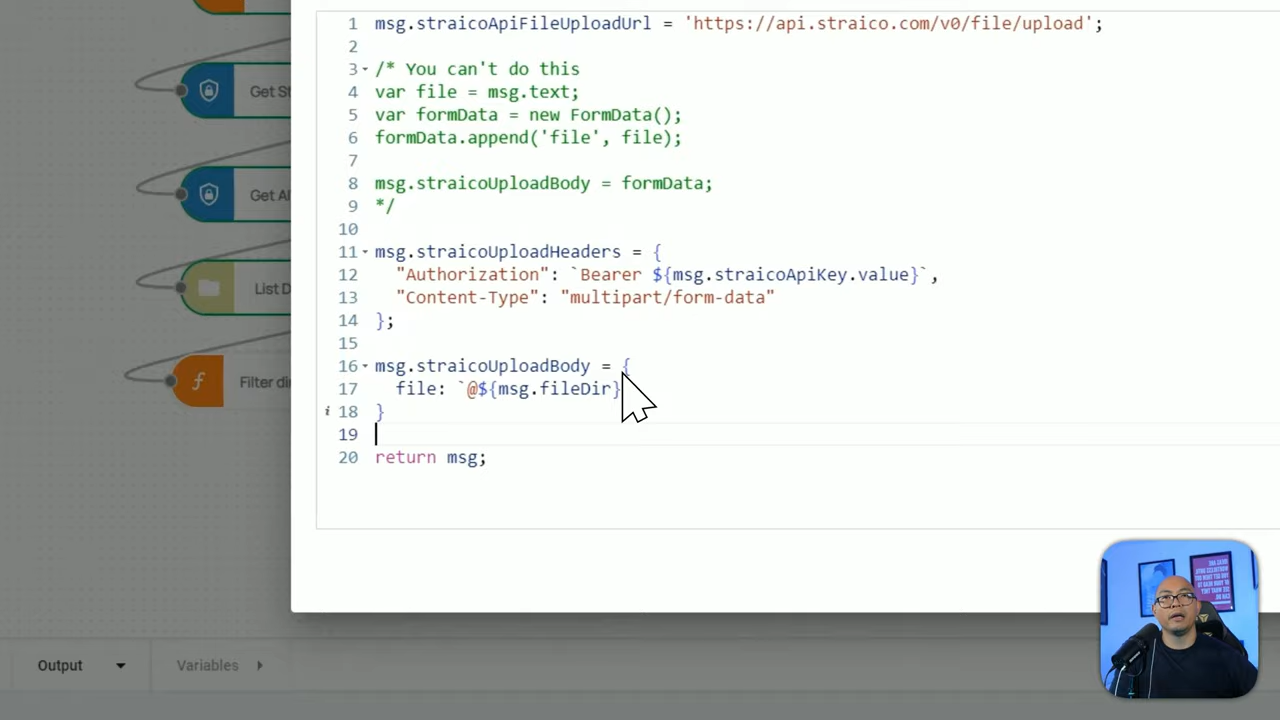 1 msg.straicoApiFileUploadUrl = 'https://api.straico.com/v0/file/upload';
2
3 /* You can't do this
4 var file = msg.text;
5 var formData = new FormData();
6 formData.append('file', file);
7
8 msg.straicoUploadBody = formData;
9 */
10
11 msg.straicoUploadHeaders = {
12 "Authorization": `Bearer ${msg.straicoApiKey.value}`,
13 "Content-Type": "multipart/form-data"
14 };
15
16 msg.straicoUploadBody = {
17 file: `@${msg.fileDir}
i 18 }
19
20 return msg;
Get St
Get AI
List D
f Filter di
Output
Variables